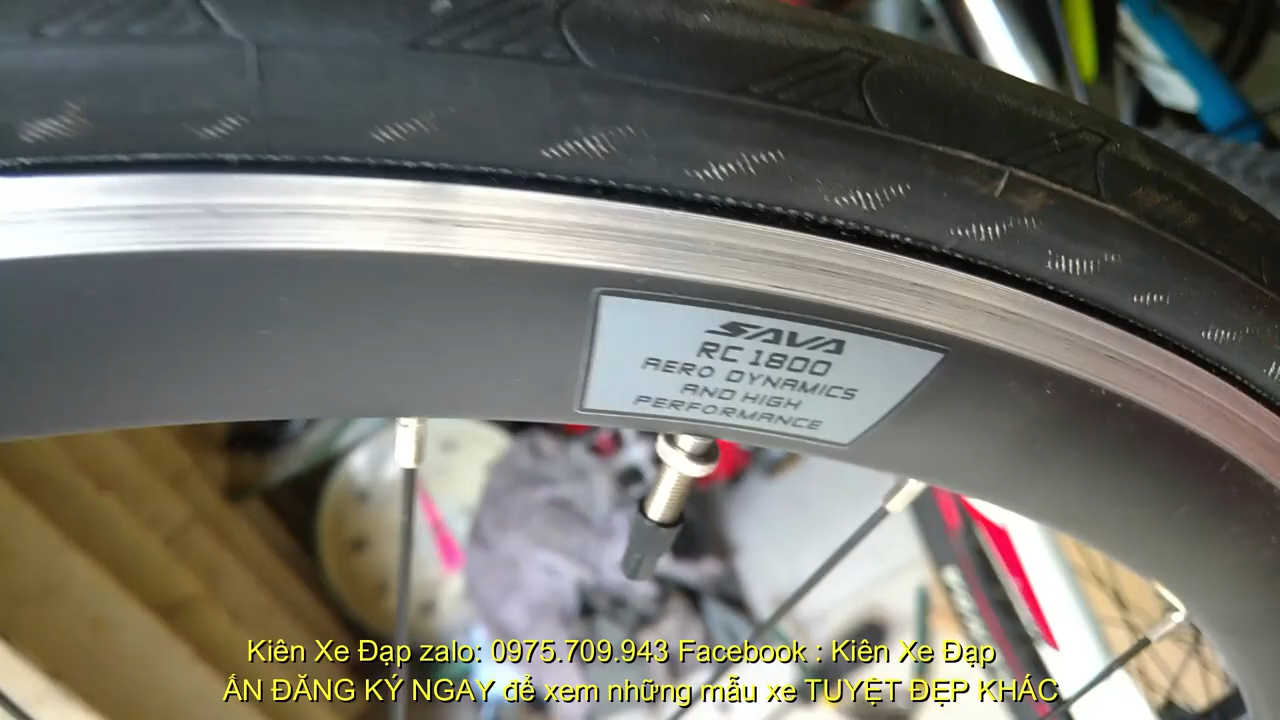 SAVA
RC 1800
AERO DYNAMICS
AND HIGH
PERFORMANCE
Kiên Xe Đạp zalo: 0975.709.943 Facebook : Kiên Xe Đạp
ẤN ĐĂNG KÝ NGAY để xem những mẫu xe TUYỆT ĐẸP KHÁC